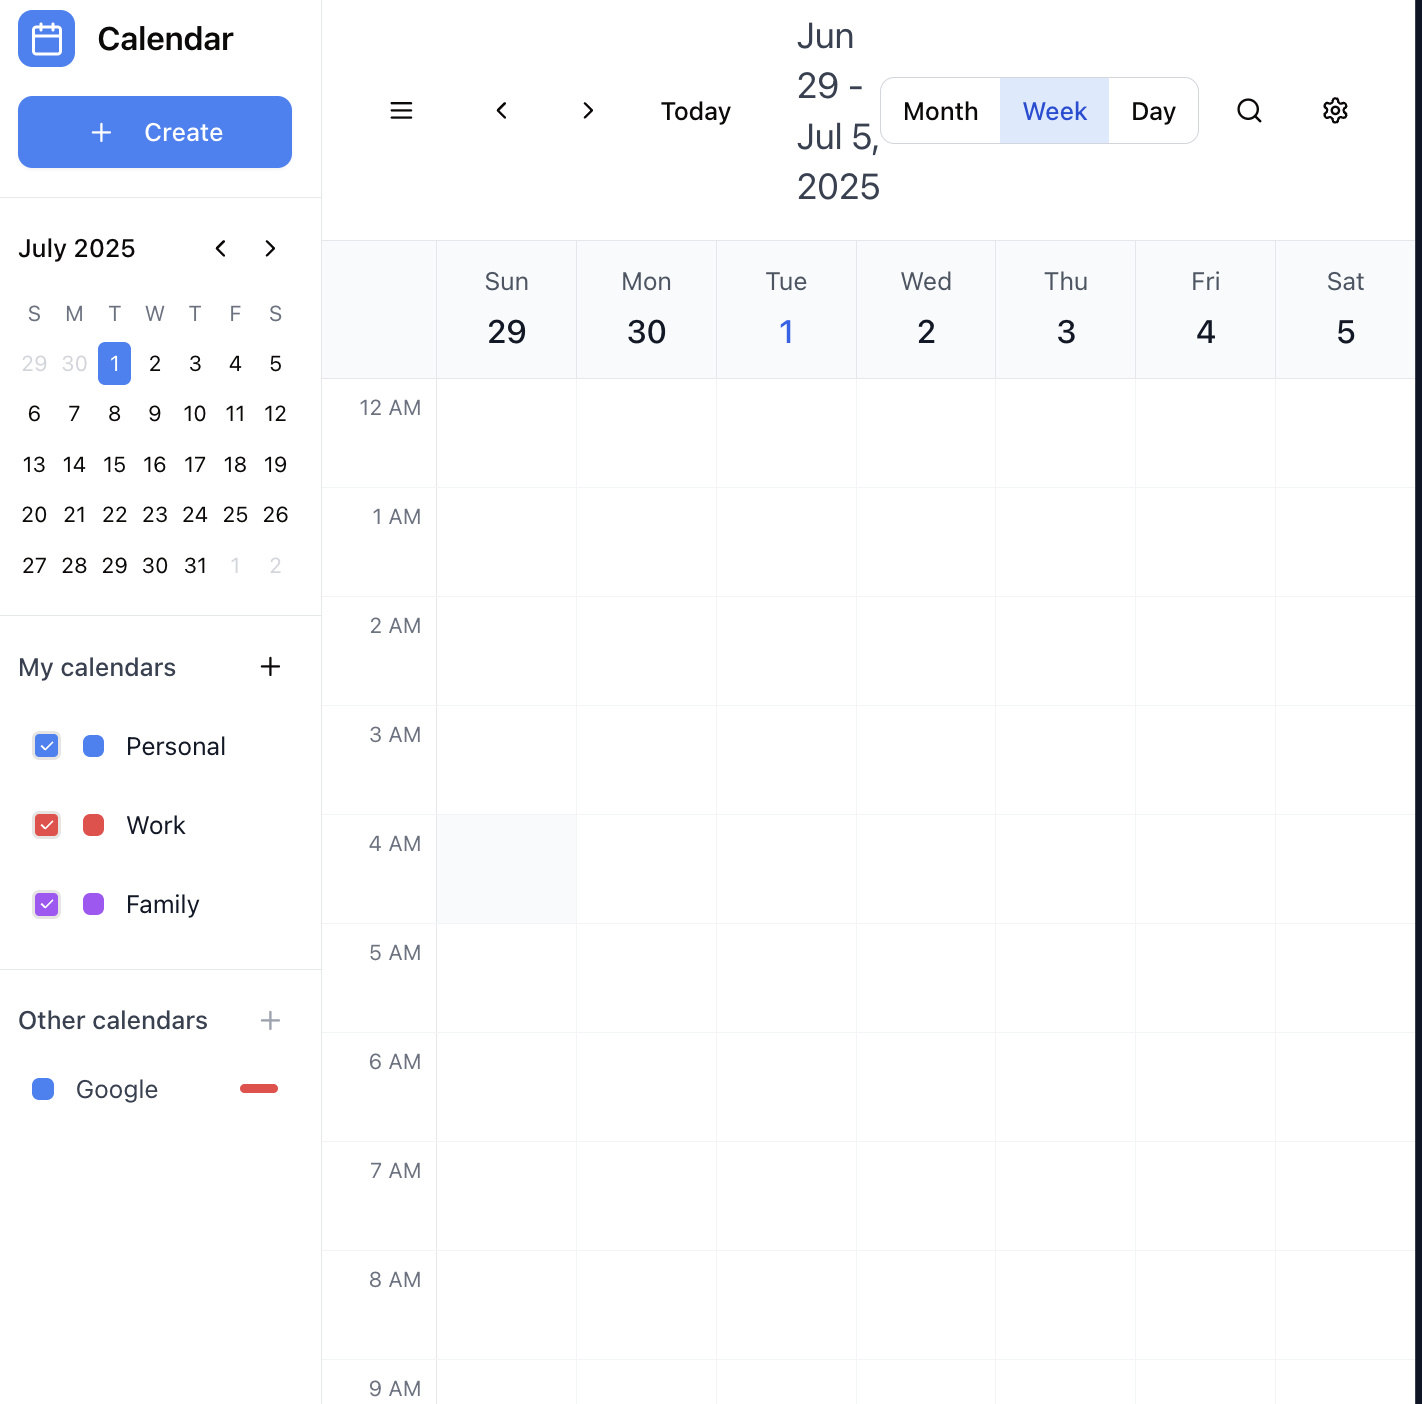 Calendar
Create
July 2025
S M T W T F S
29 30 1 2 3 4 5
6 7 8 9 10 11 12
13 14 15 16 17 18 19
20 21 22 23 24 25 26
27 28 29 30 31 1 2
My calendars
Personal
Work
Family
Other calendars
Google
Today
Jun
29 -
Jul 5,
2025
Month Week Day
Sun Mon Tue Wed Thu Fri Sat
29 30 1 2 3 4 5
12 AM
1 AM
2 AM
3 AM
4 AM
5 AM
6 AM
7 AM
8 AM
9 AM